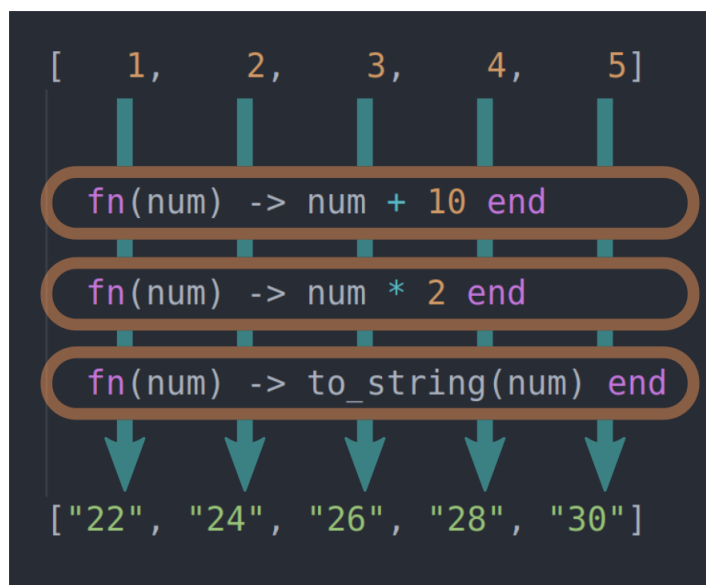 [ 1, 2, 3, 4, 5]
fn(num) -> num + 10 end
fn(num) -> num * 2 end
fn(num) -> to_string(num) end
["22", "24", "26", "28", "30"]